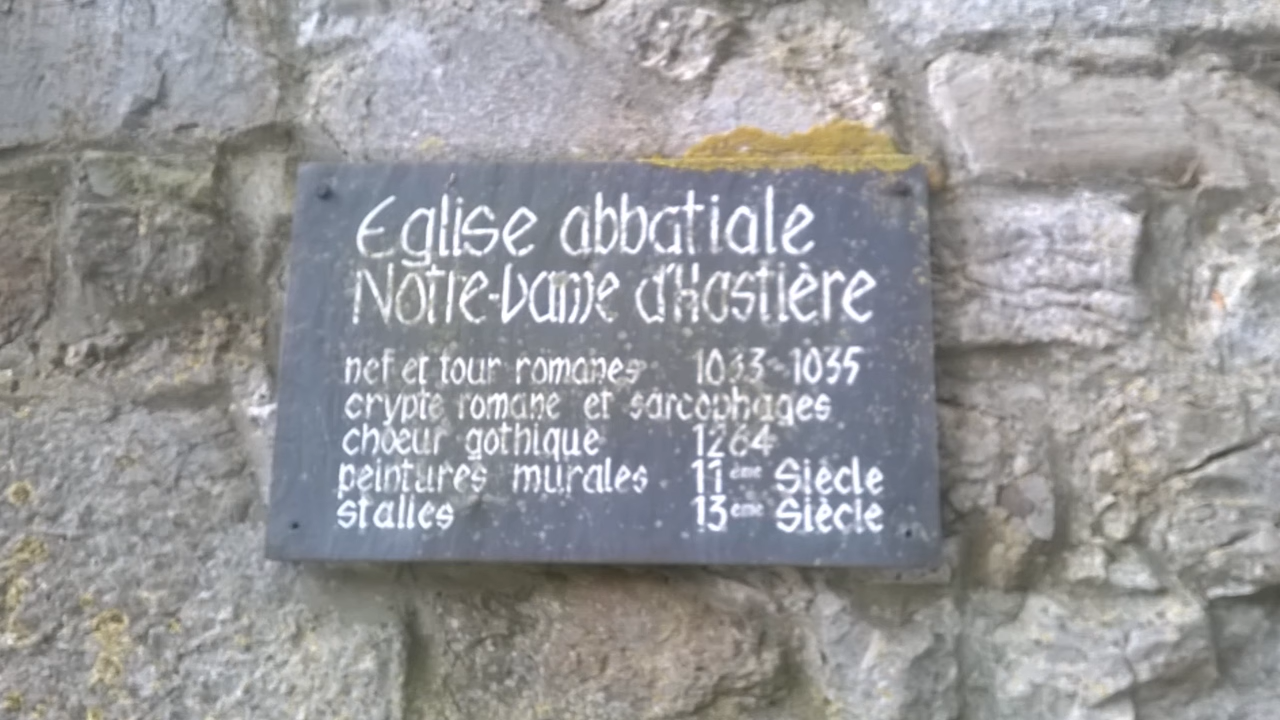 Eglise abbatiale
Notre-Dame d'Hastière
nef et tour romanes 1033-1035
crypte romane et sarcophages
choeur gothique 1264
peintures murales 11ème Siècle
stalles 13ème Siècle